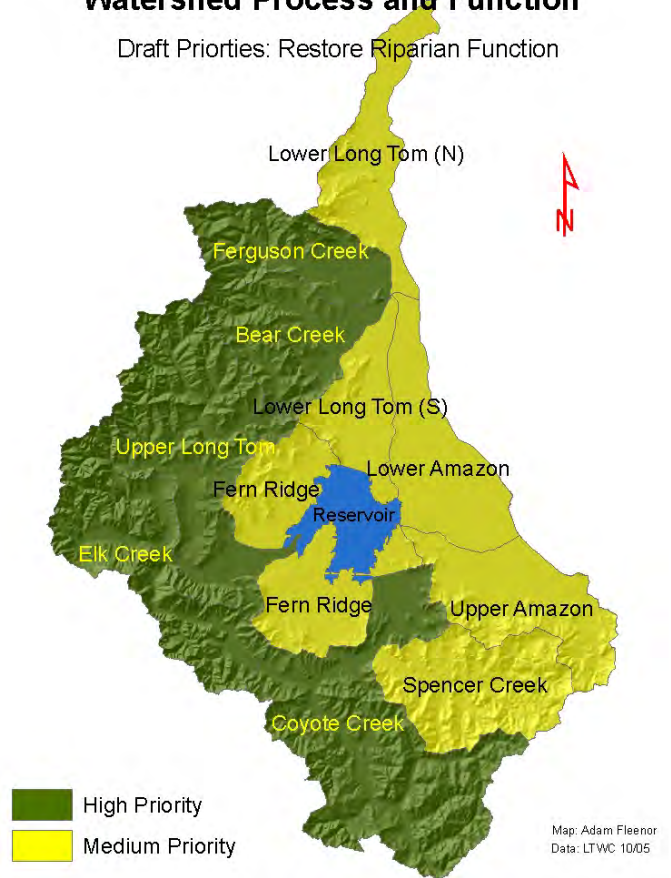 Watershed Process and Function
Draft Priorties: Restore Riparian Function
Lower Long Tom (N)
N
Ferguson Creek
Bear Creek
Lower Long Tom (S)
Upper Long Tom
Lower Amazon
Fern Ridge
Reservoir
Elk Creek
Fern Ridge
Upper Amazon
Spencer Creek
Coyote Creek
High Priority
Medium Priority
Map: Adam Fleenor
Data: LTWC 10/05